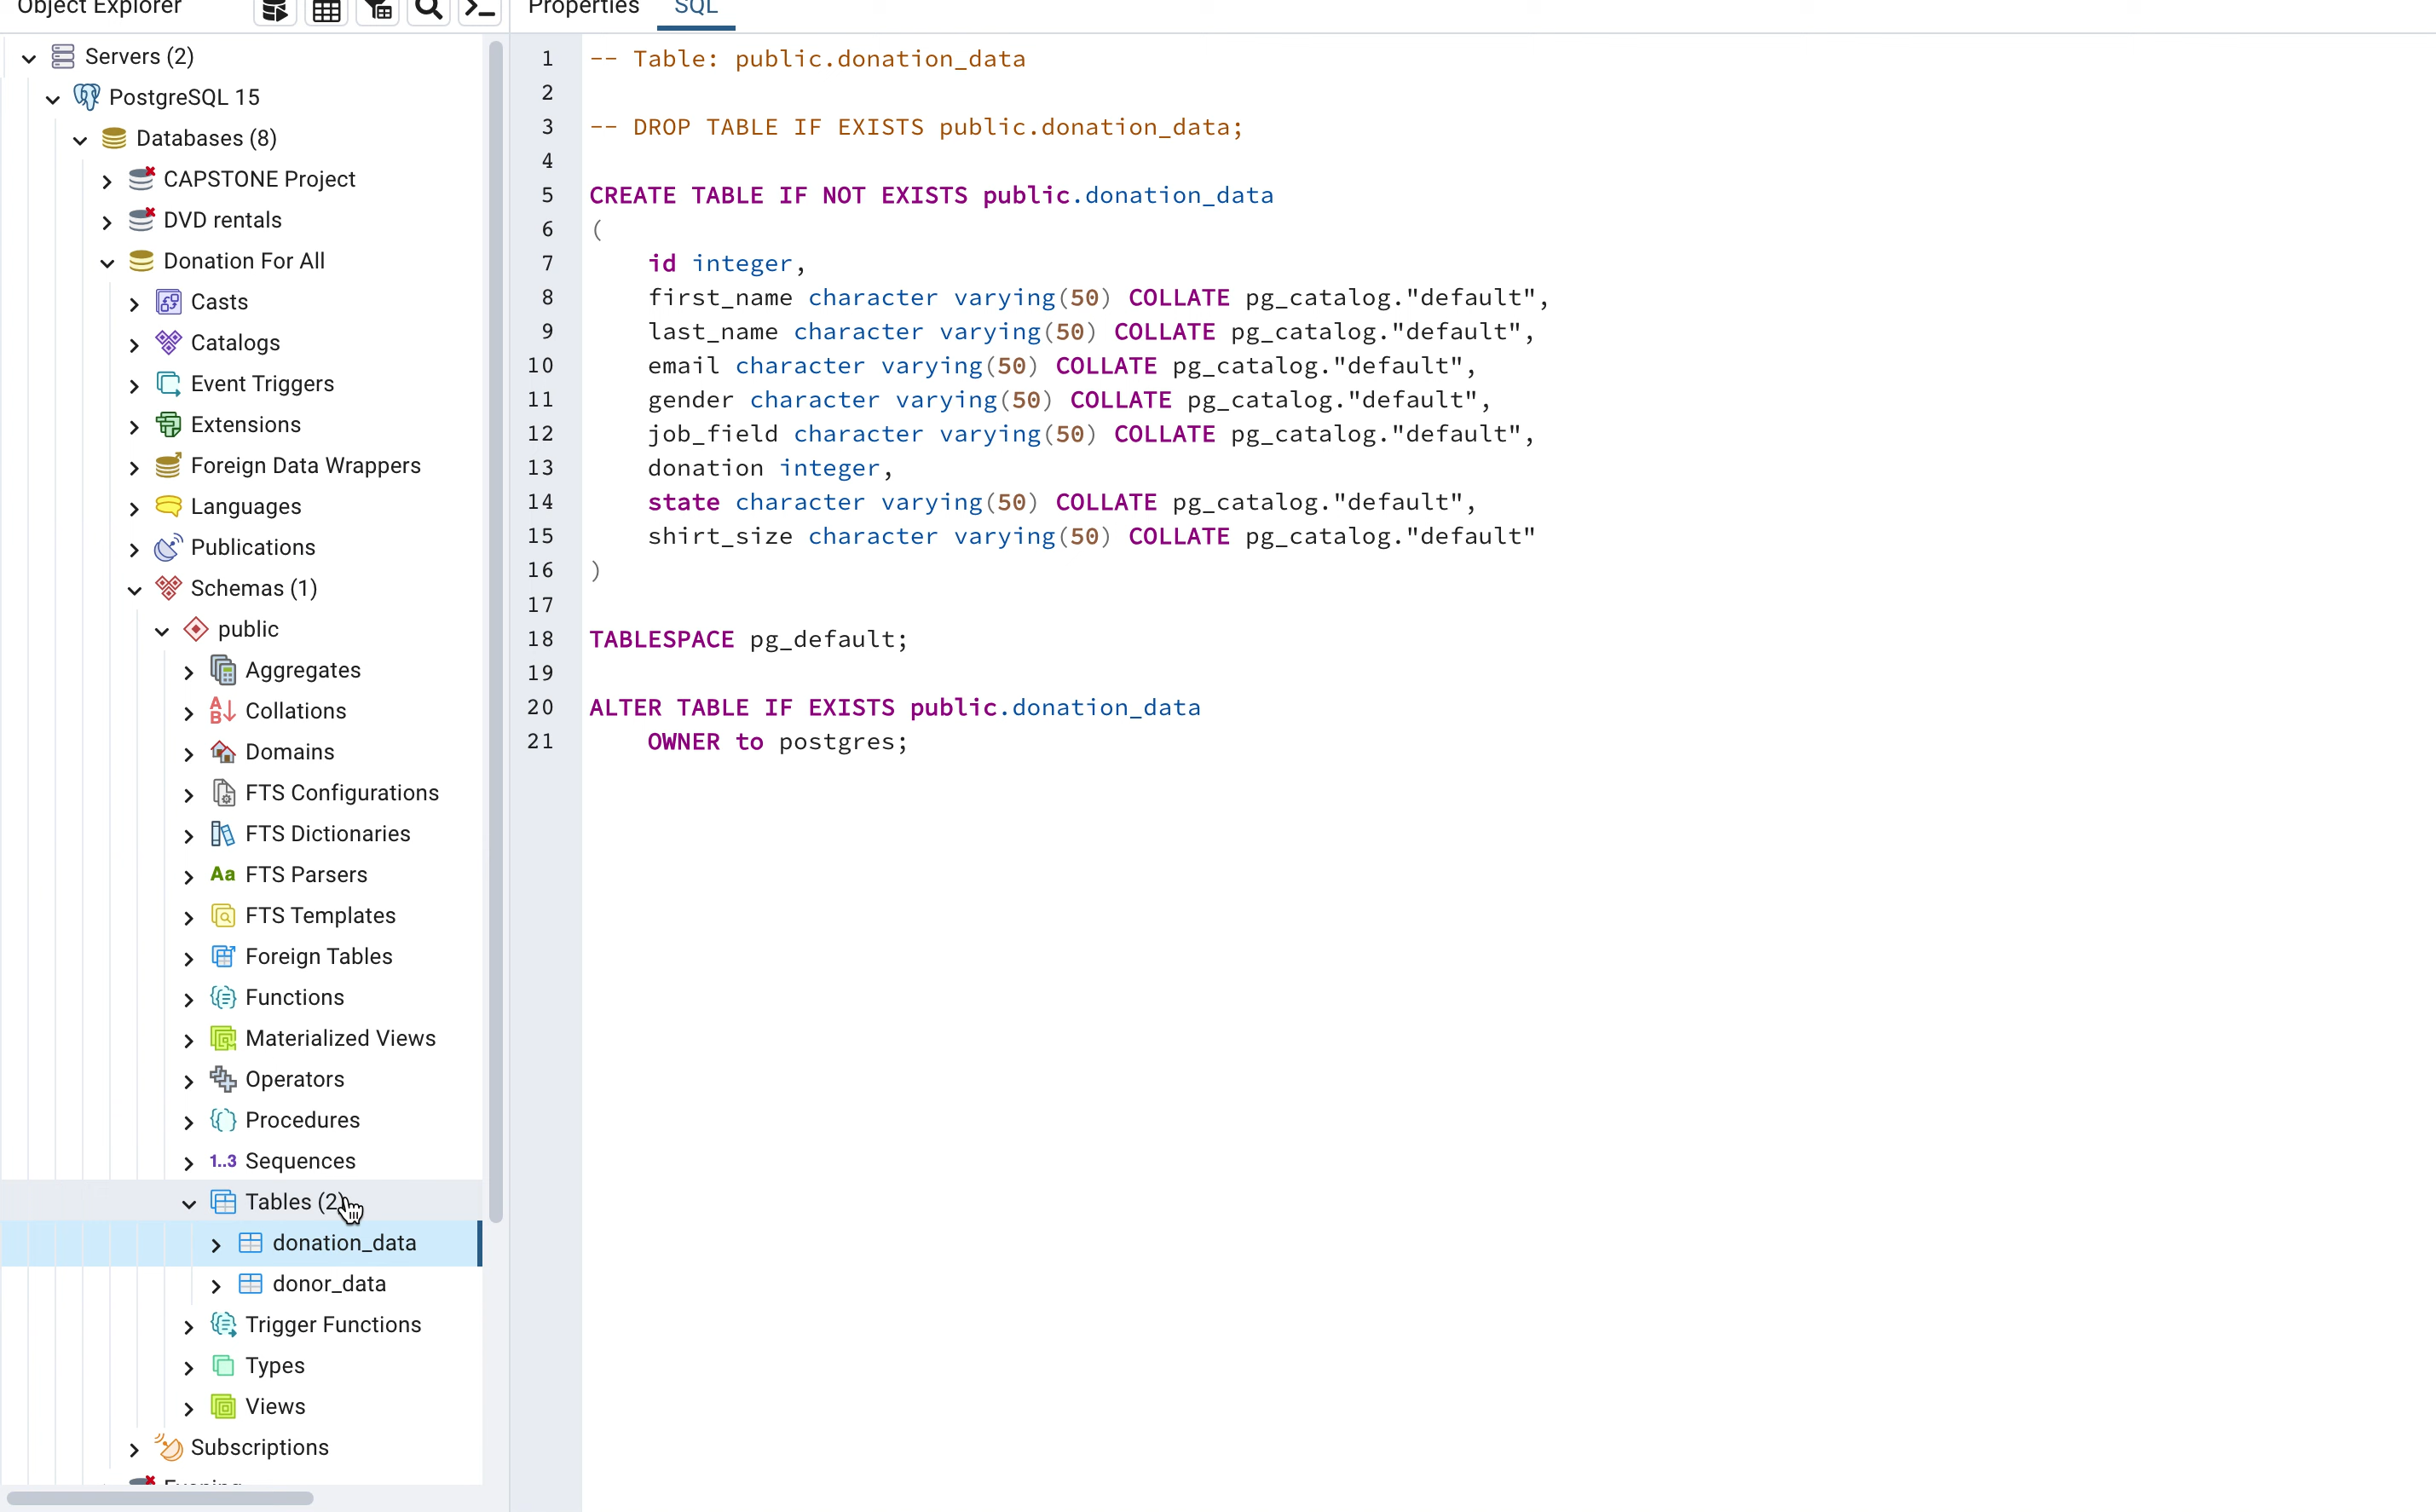 Object Explorer
Servers (2)
PostgreSQL 15
Databases (8)
CAPSTONE Project
DVD rentals
Donation For All
Casts
Catalogs
Event Triggers
Extensions
Foreign Data Wrappers
Languages
Publications
Schemas (1)
public
Aggregates
Collations
Domains
FTS Configurations
FTS Dictionaries
Aa FTS Parsers
FTS Templates
Foreign Tables
Functions
Materialized Views
Operators
Procedures
1..3 Sequences
Tables (2)
donation_data
donor_data
Trigger Functions
Types
Views
Subscriptions
Properties SQL
1 -- Table: public.donation_data
2
3 -- DROP TABLE IF EXISTS public.donation_data;
4
5 CREATE TABLE IF NOT EXISTS public.donation_data
6 (
7 id integer,
8 first_name character varying(50) COLLATE pg_catalog."default",
9 last_name character varying(50) COLLATE pg_catalog."default",
10 email character varying(50) COLLATE pg_catalog."default",
11 gender character varying(50) COLLATE pg_catalog."default",
12 job_field character varying(50) COLLATE pg_catalog."default",
13 donation integer,
14 state character varying(50) COLLATE pg_catalog."default",
15 shirt_size character varying(50) COLLATE pg_catalog."default"
16 )
17
18 TABLESPACE pg_default;
19
20 ALTER TABLE IF EXISTS public.donation_data
21 OWNER to postgres;